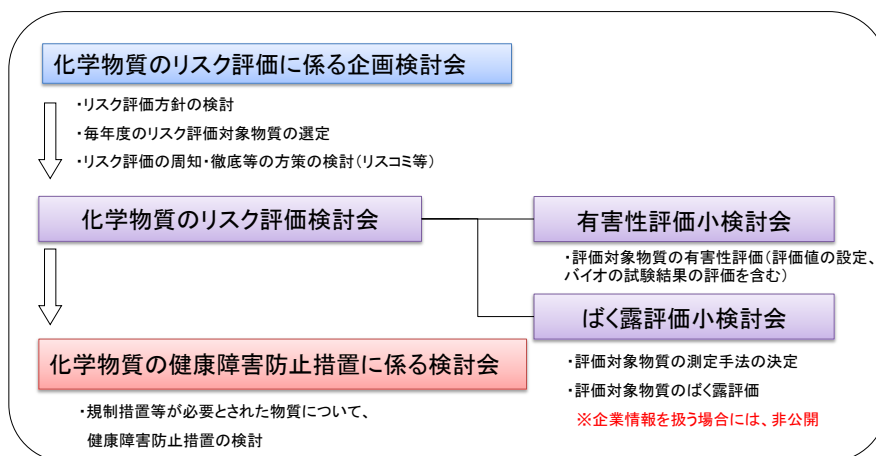 化学物質のリスク評価に係る企画検討会
・リスク評価方針の検討
・毎年度のリスク評価対象物質の選定
・リスク評価の周知・徹底等の方策の検討(リスコミ等)
化学物質のリスク評価検討会
有害性評価小検討会
・評価対象物質の有害性評価(評価値の設定、
バイオの試験結果の評価を含む)
ばく露評価小検討会
・評価対象物質の測定手法の決定
・評価対象物質のばく露評価
※企業情報を扱う場合には、非公開
化学物質の健康障害防止措置に係る検討会
・規制措置等が必要とされた物質について、
健康障害防止措置の検討